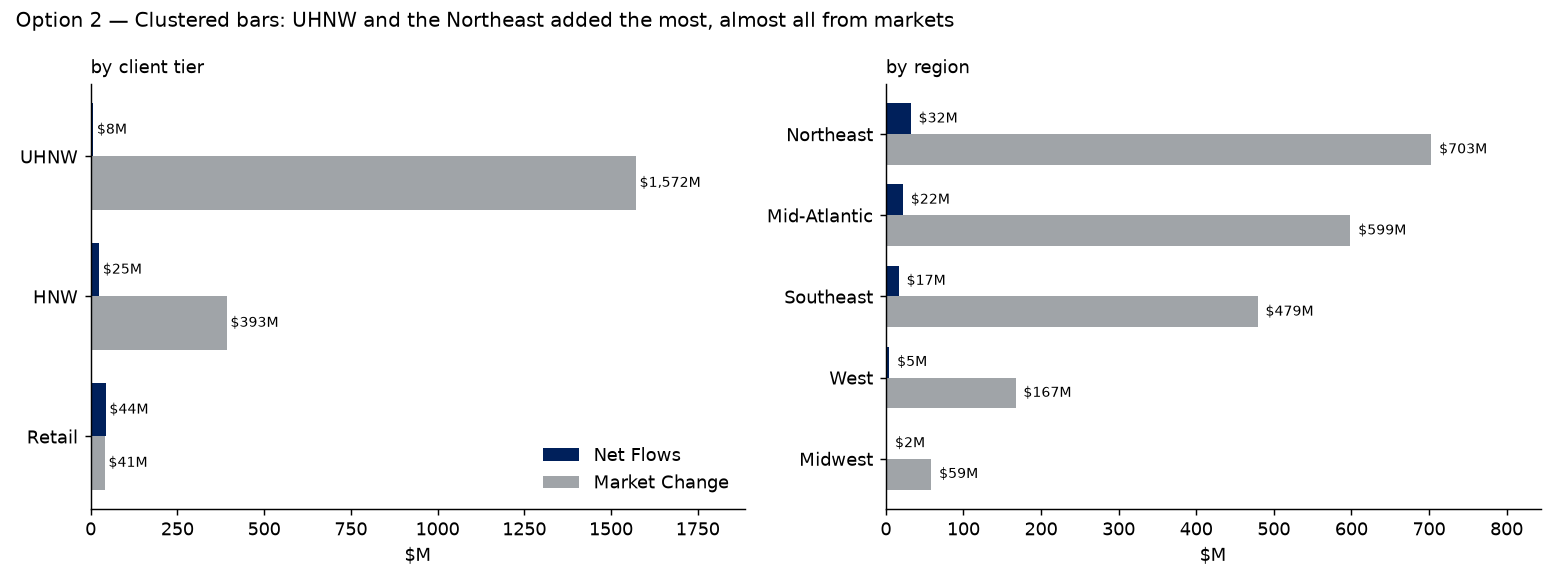 Option 2 — Clustered bars: UHNW and the Northeast added the most, almost all from markets
by client tier
UHNW
$8M
$1,572M
HNW
$25M
$393M
Retail
$44M
$41M
Net Flows
Market Change
0 250 500 750 1000 1250 1500 1750
$M
by region
Northeast
$32M
$703M
Mid-Atlantic
$22M
$599M
Southeast
$17M
$479M
West
$5M
$167M
Midwest
$2M
$59M
0 100 200 300 400 500 600 700 800
$M